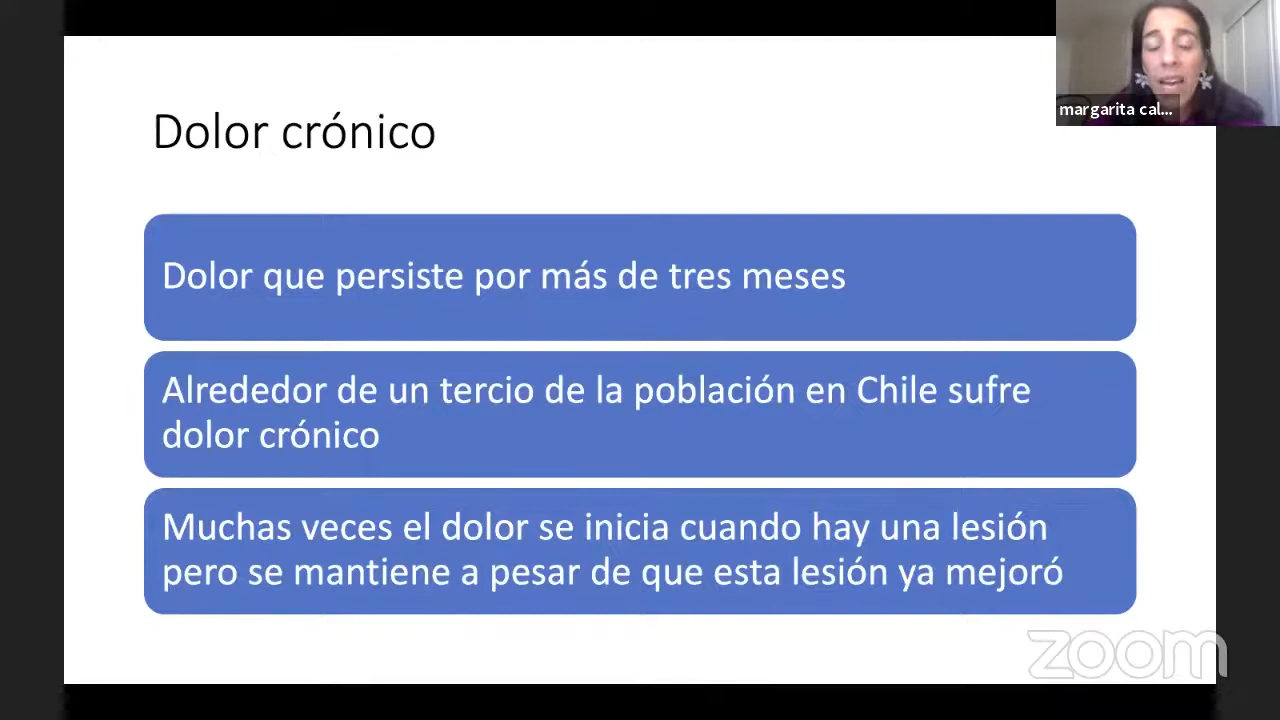 margarita cal...
Dolor crónico
Dolor que persiste por más de tres meses
Alrededor de un tercio de la población en Chile sufre
dolor crónico
Muchas veces el dolor se inicia cuando hay una lesión
pero se mantiene a pesar de que esta lesión ya mejoró
zoom